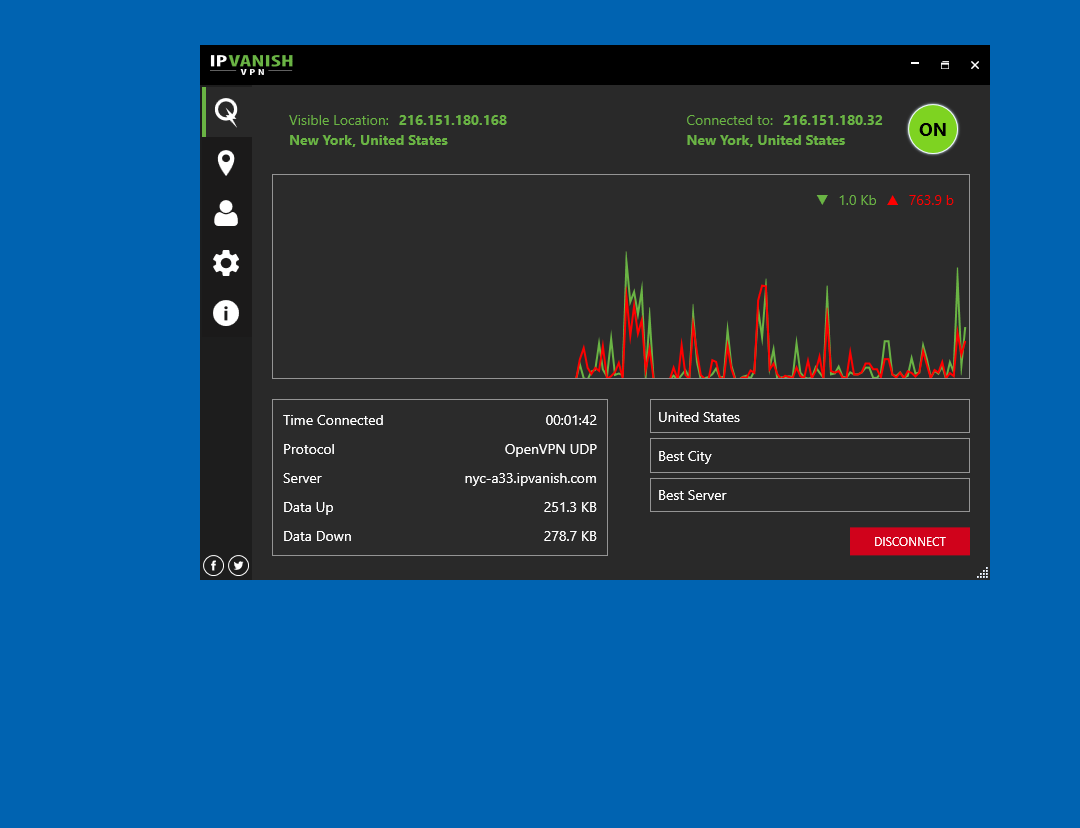 IPVANISH
VPN
Visible Location: 216.151.180.168
New York, United States
Connected to: 216.151.180.32
New York, United States
ON
1.0 Kb 763.9 b
Time Connected 00:01:42
Protocol OpenVPN UDP
Server nyc-a33.ipvanish.com
Data Up 251.3 KB
Data Down 278.7 KB
United States
Best City
Best Server
DISCONNECT